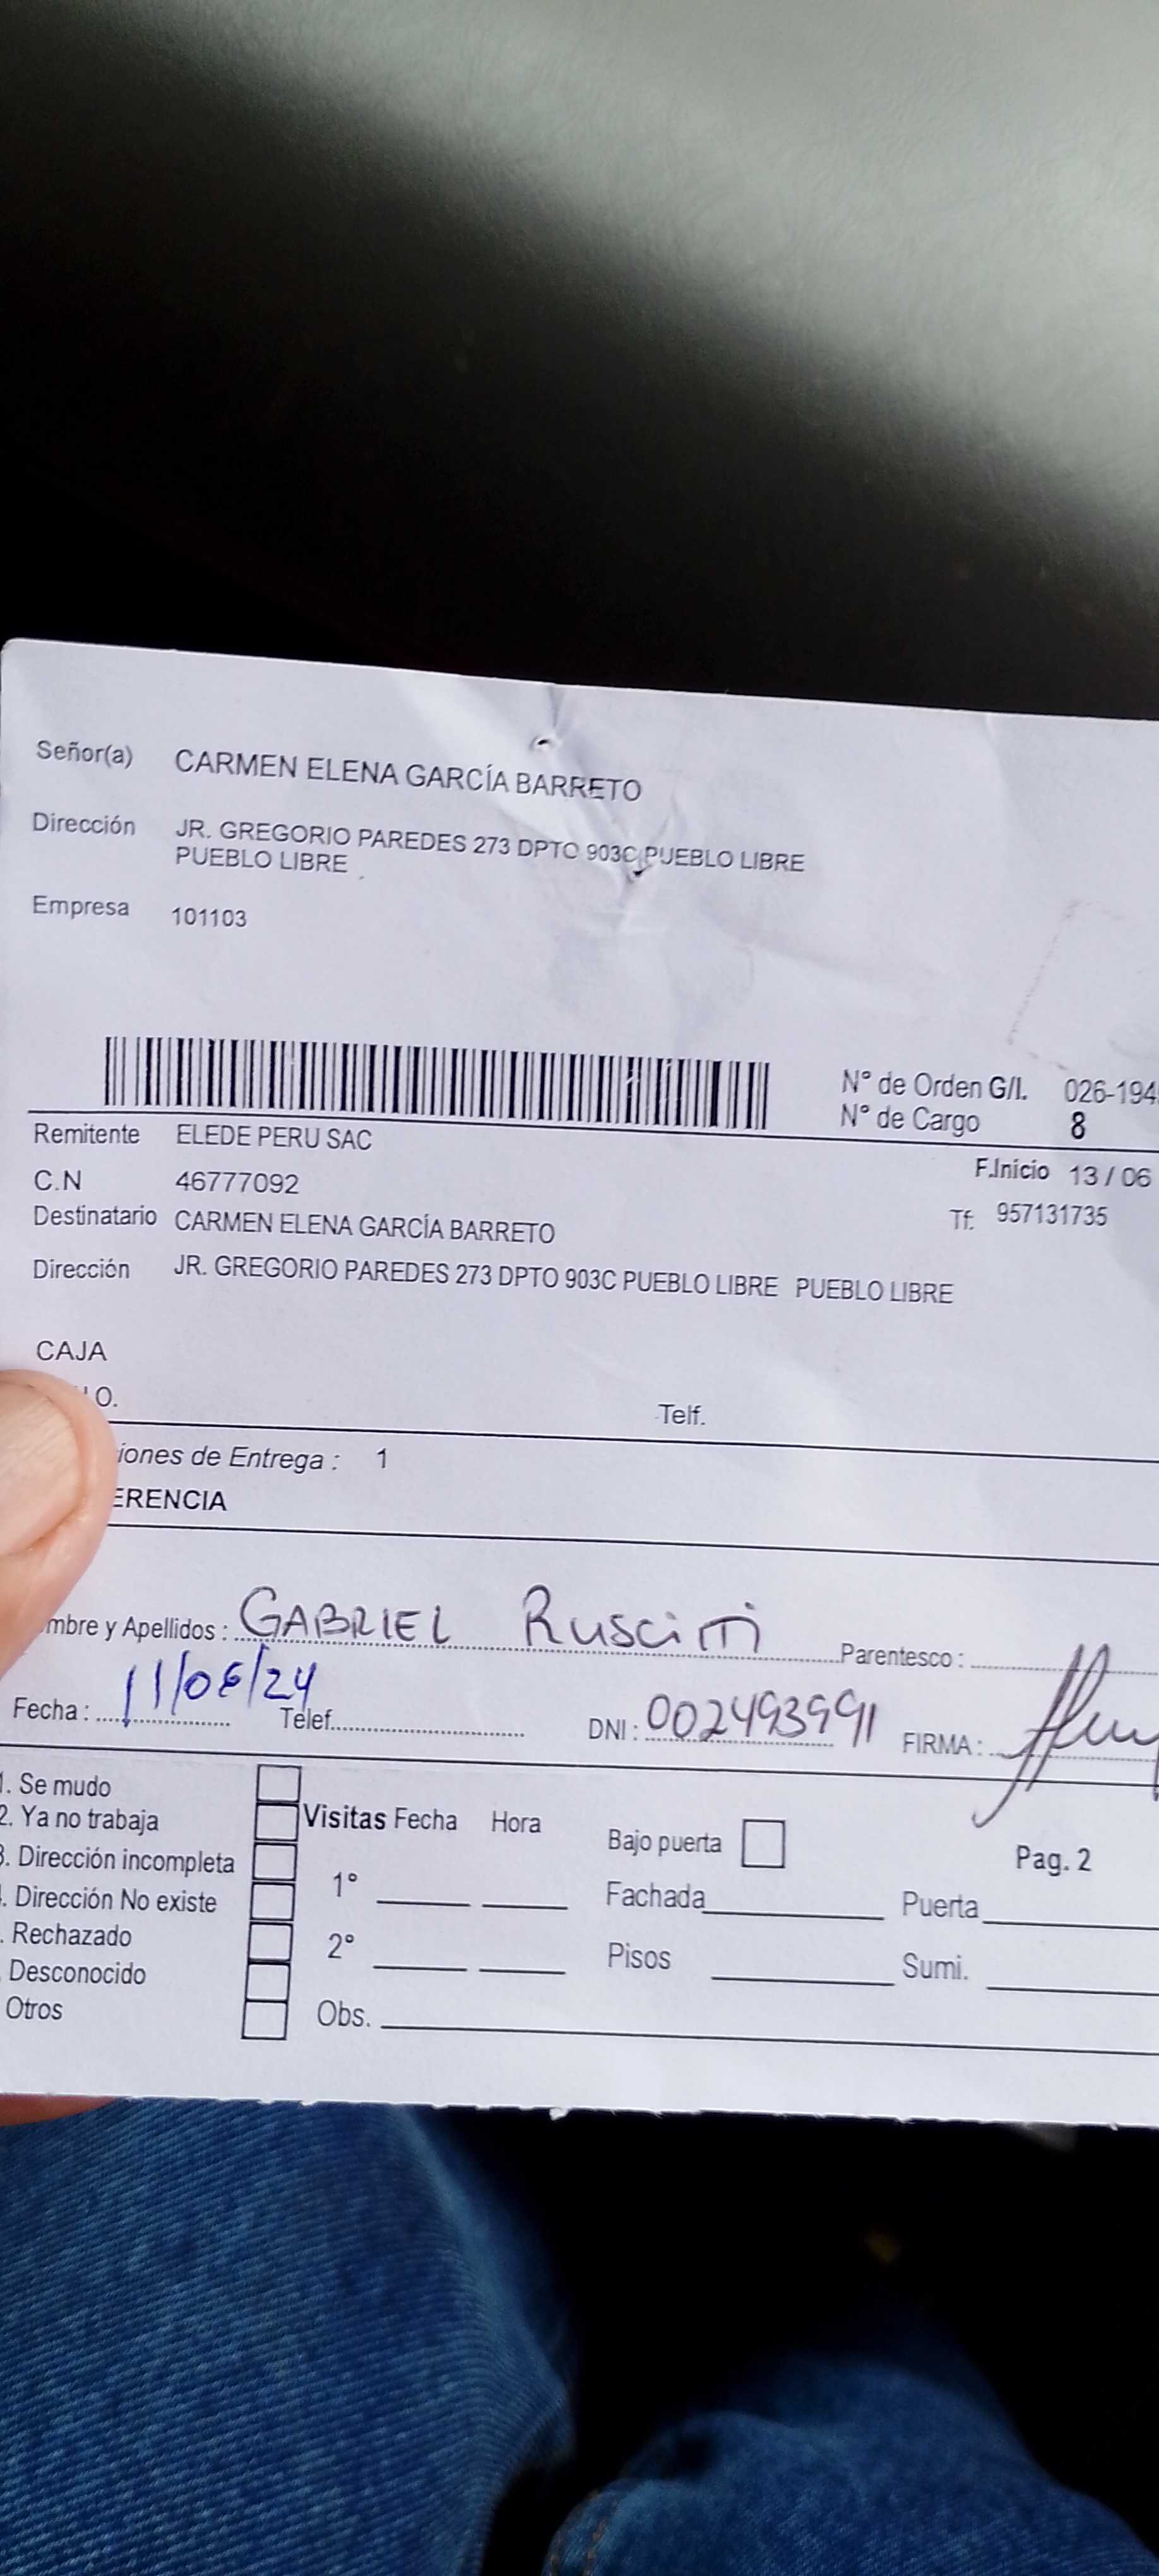 Señor(a) CARMEN ELENA GARCÍA BARRETO
Dirección JR. GREGORIO PAREDES 273 DPTO 903C PUEBLO LIBRE
PUEBLO LIBRE
Empresa 101103
N° de Orden G/I. 026-194
N° de Cargo 8
Remitente ELEDE PERU SAC
F.Inicio 13 / 06
C.N 46777092
Tf: 957131735
Destinatario CARMEN ELENA GARCÍA BARRETO
Dirección JR. GREGORIO PAREDES 273 DPTO 903C PUEBLO LIBRE PUEBLO LIBRE
CAJA
O.
Telf.
iones de Entrega : 1
ERENCIA
mbre y Apellidos : GABRIEL Rusciтti Parentesco :
Fecha : 11/06/24 Telef. DNI : 002493991 FIRMA :
1. Se mudo
2. Ya no trabaja
3. Dirección incompleta
. Dirección No existe
. Rechazado
Desconocido
Otros
Visitas Fecha Hora
1°
2°
Obs.
Bajo puerta
Pag. 2
Fachada Puerta
Pisos Sumi.